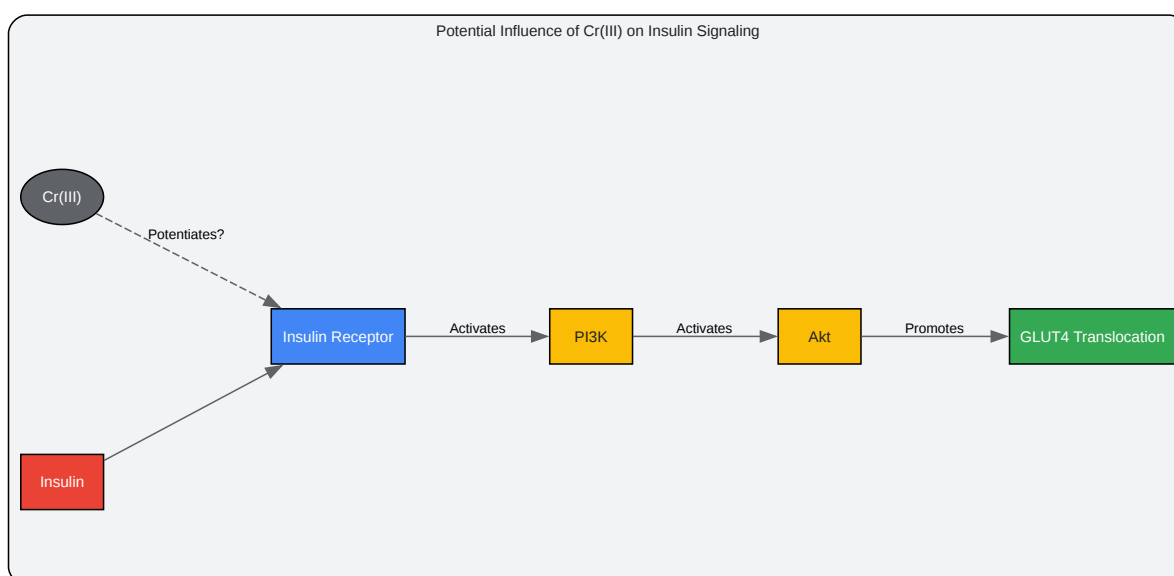 Potential Influence of Cr(III) on Insulin Signaling
Cr(III)
Potentiates?
Insulin Receptor
Activates
PI3K
Activates
Akt
Promotes
GLUT4 Translocation
Insulin